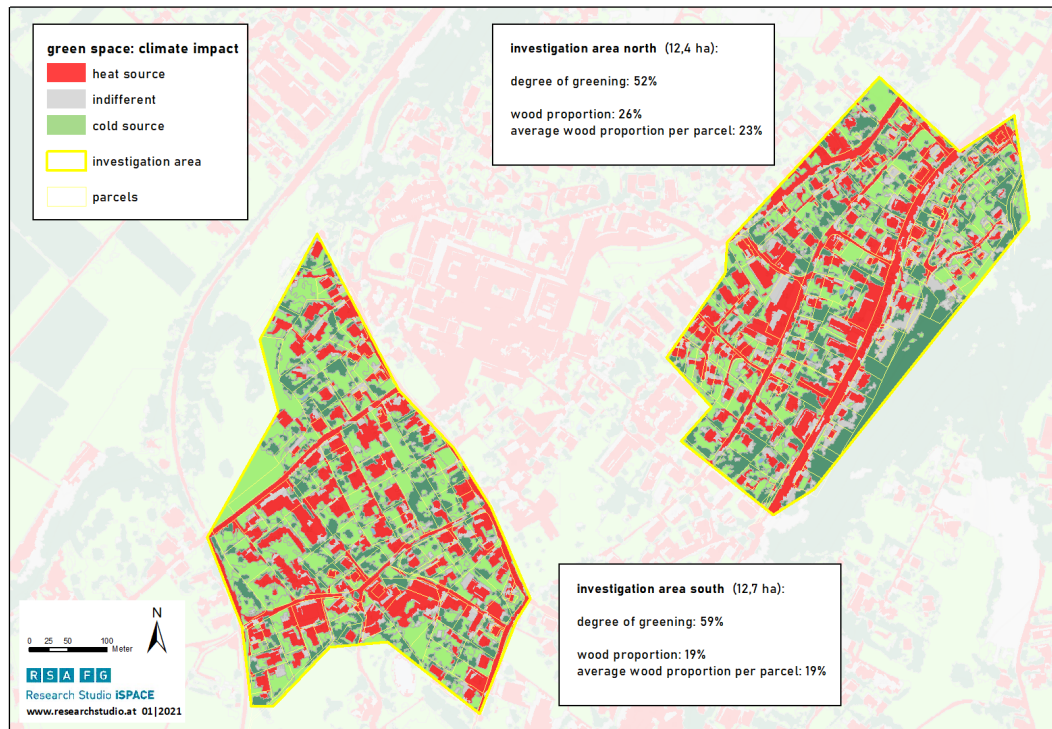 green space: climate impact
heat source
indifferent
cold source
investigation area
parcels
investigation area north (12,4 ha):
degree of greening: 52%
wood proportion: 26%
average wood proportion per parcel: 23%
investigation area south (12,7 ha):
degree of greening: 59%
wood proportion: 19%
average wood proportion per parcel: 19%
N
0 25 50 100
Meter
R S A F G
Research Studio iSPACE
www.researchstudio.at 01|2021